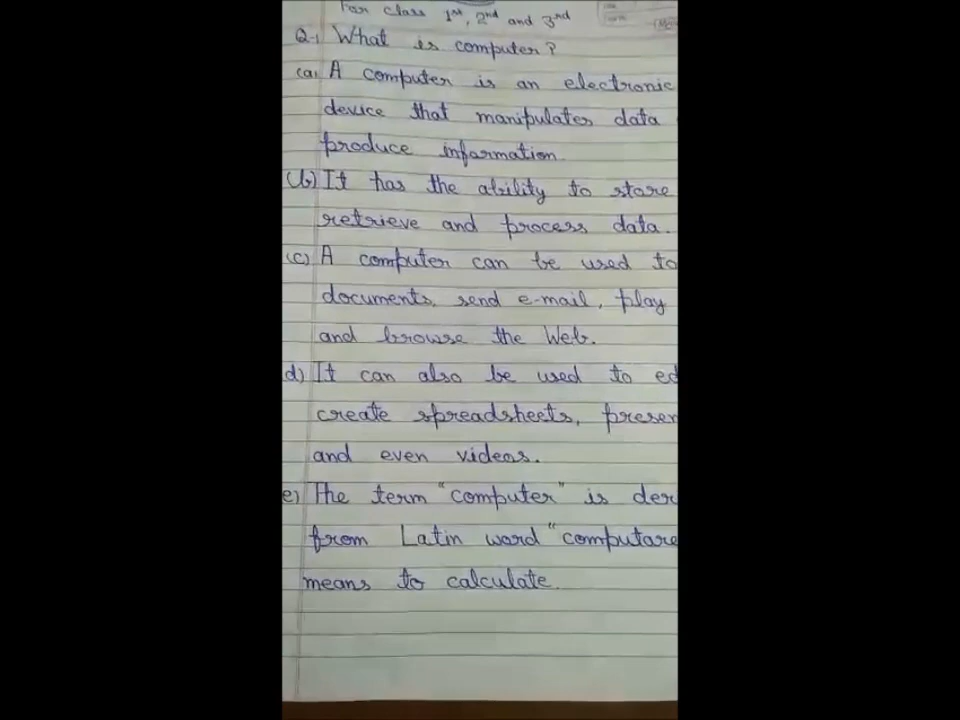 For class 1st, 2nd and 3rd
Q-1 What is computer?
(a) A computer is an electronic
device that manipulates data
produce information.
(b) It has the ability to store
retrieve and process data.
(c) A computer can be used to
documents, send e-mail, play
and browse the Web.
d) It can also be used to ed
create spreadsheets, presen
and even videos.
e) The term "computer" is der
from Latin word "computare
means to calculate.